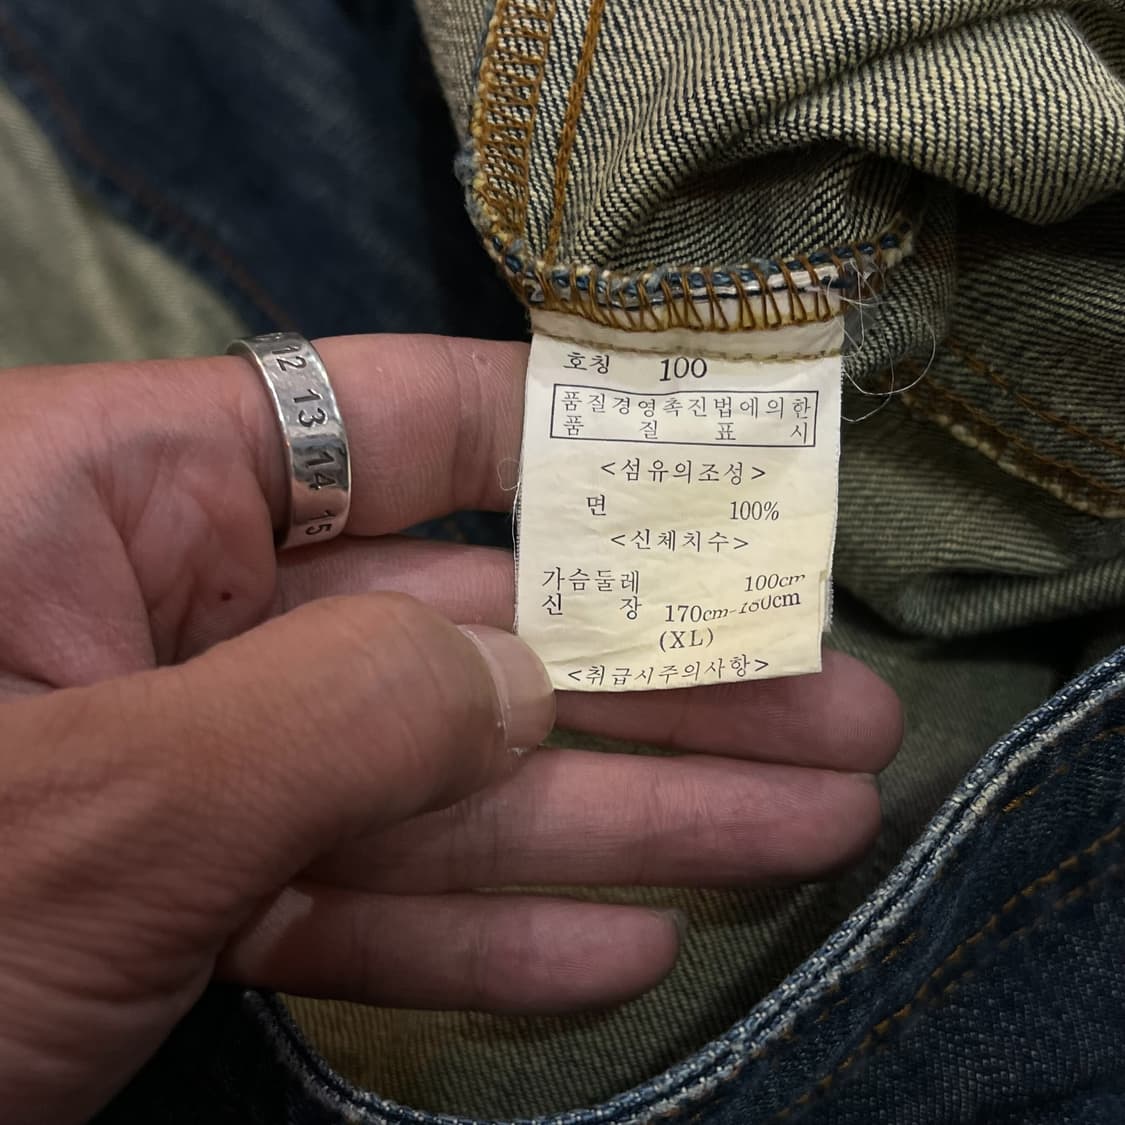 12 13 14 15
호칭 100
품질경영촉진법에의한
품 질 표 시
<섬유의조성>
면 100%
<신체치수>
가슴둘레 100cm
신 장 170cm-180cm
(XL)
<취급시주의사항>